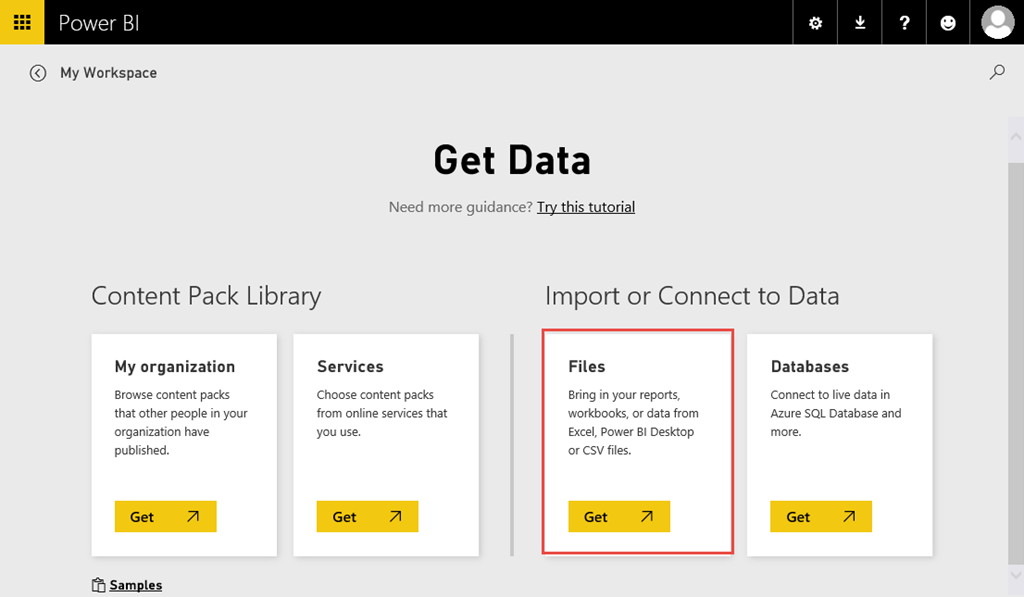 Power BI
?
My Workspace
Get Data
Need more guidance? Try this tutorial
Content Pack Library
My organization
Browse content packs
that other people in your
organization have
published.
Get
Services
Choose content packs
from online services that
you use.
Get
Import or Connect to Data
Files
Bring in your reports,
workbooks, or data from
Excel, Power BI Desktop
or CSV files.
Get
Databases
Connect to live data in
Azure SQL Database and
more.
Get
Samples